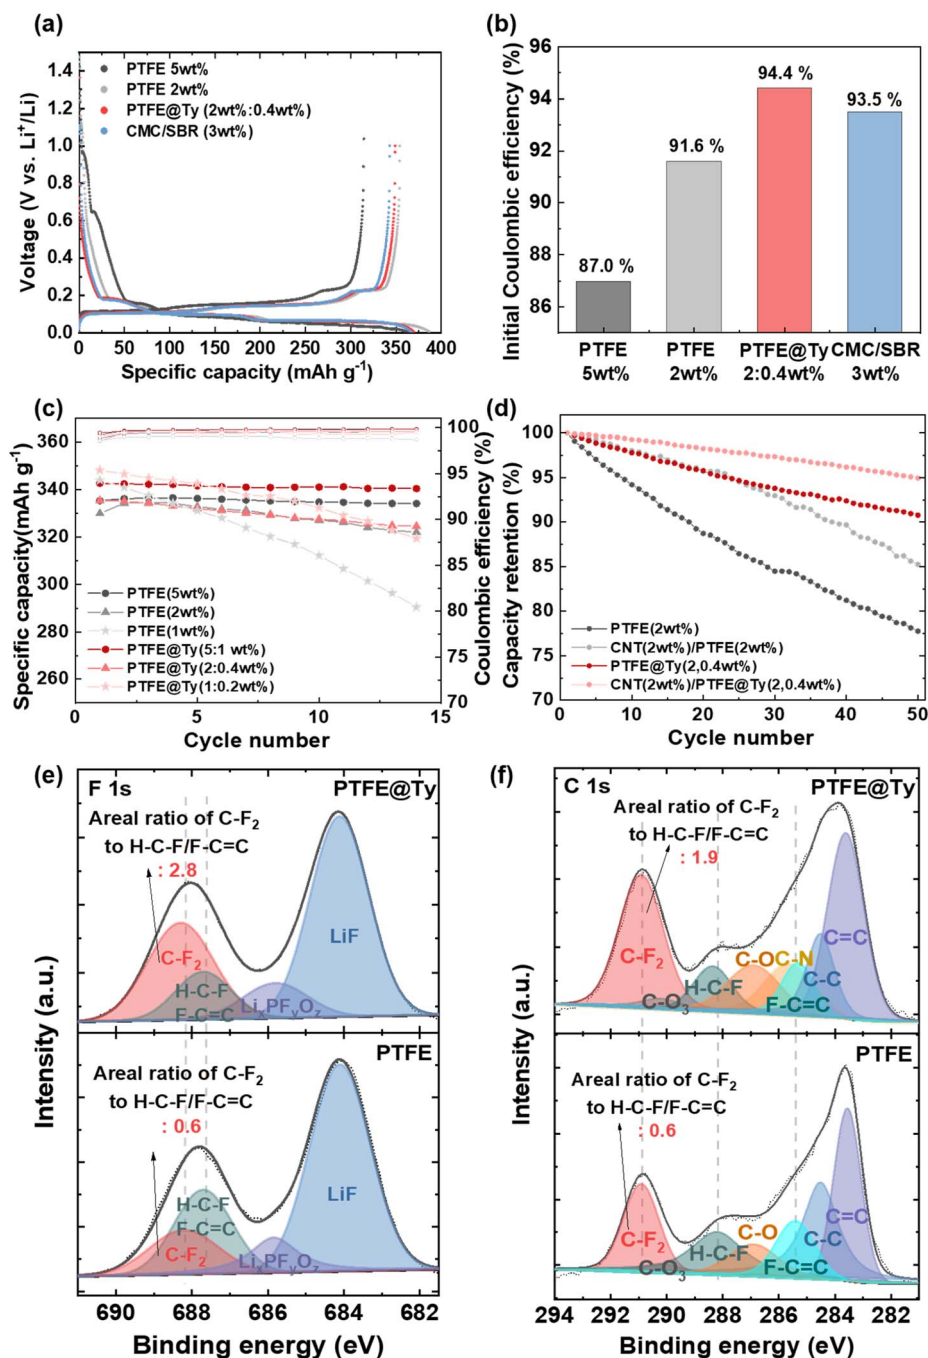 (a)
1.4
1.2
1.0
0.8
0.6
0.4
0.2
0.0
Voltage (V vs. Li⁺/Li)
PTFE 5wt%
PTFE 2wt%
PTFE@Ty (2wt%:0.4wt%)
CMC/SBR (3wt%)
0 50 100 150 200 250 300 350 400
Specific capacity (mAh g⁻¹)
(b)
96
94
92
90
88
86
Initial Coulombic efficiency (%)
87.0 %
91.6 %
94.4 %
93.5 %
PTFE PTFE PTFE@Ty CMC/SBR
5wt% 2wt% 2:0.4wt% 3wt%
(c)
360
340
320
300
280
260
Specific capacity(mAh g⁻¹)
100
95
90
85
80
75
70
Coulombic efficiency (%)
PTFE(5wt%)
PTFE(2wt%)
PTFE(1wt%)
PTFE@Ty(5:1 wt%)
PTFE@Ty(2:0.4wt%)
PTFE@Ty(1:0.2wt%)
0 5 10 15
Cycle number
(d)
100
95
90
85
80
75
70
Capacity retention (%)
PTFE(2wt%)
CNT(2wt%)/PTFE(2wt%)
PTFE@Ty(2,0.4wt%)
CNT(2wt%)/PTFE@Ty(2,0.4wt%)
0 10 20 30 40 50
Cycle number
(e)
F 1s
PTFE@Ty
Areal ratio of C-F₂
to H-C-F/F-C=C
: 2.8
C-F₂
H-C-F
F-C=C
LiₓPFᵧO_z
LiF
PTFE
Areal ratio of C-F₂
to H-C-F/F-C=C
: 0.6
H-C-F
F-C=C
C-F₂
LiₓPFᵧO_z
LiF
Intensity (a.u.)
690 688 686 684 682
Binding energy (eV)
(f)
C 1s
PTFE@Ty
Areal ratio of C-F₂
to H-C-F/F-C=C
: 1.9
C-F₂
C-O₃
H-C-F
C-O
C-N
F-C=C
C-C
C=C
PTFE
Areal ratio of C-F₂
to H-C-F/F-C=C
: 0.6
C-F₂
C-O₃
H-C-F
C-O
F-C=C
C-C
C=C
Intensity (a.u.)
294 292 290 288 286 284 282
Binding energy (eV)